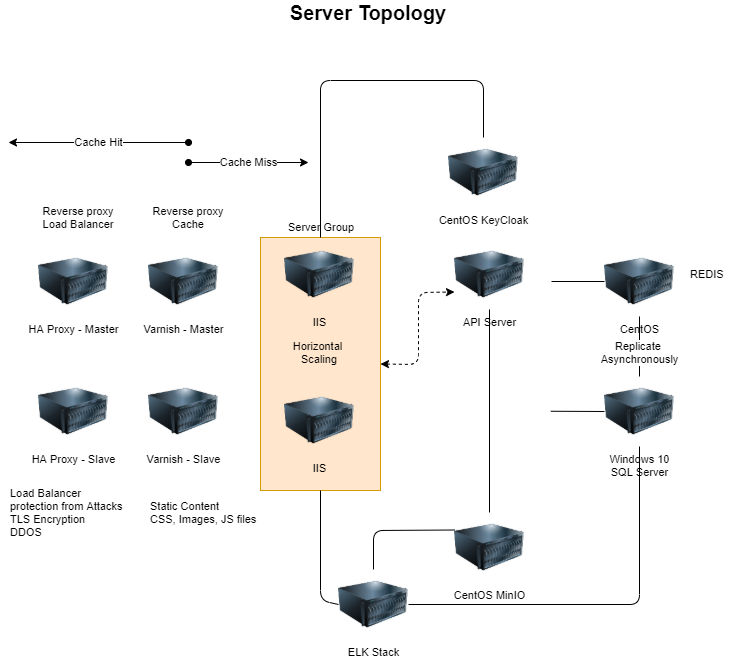 Server Topology
Cache Hit
Cache Miss
Reverse proxy
Load Balancer
Reverse proxy
Cache
Server Group
CentOS KeyCloak
REDIS
HA Proxy - Master
Varnish - Master
IIS
API Server
CentOS
Horizontal
Scaling
Replicate
Asynchronously
HA Proxy - Slave
Varnish - Slave
IIS
Windows 10
SQL Server
Load Balancer
protection from Attacks
TLS Encryption
DDOS
Static Content
CSS, Images, JS files
CentOS MinIO
ELK Stack